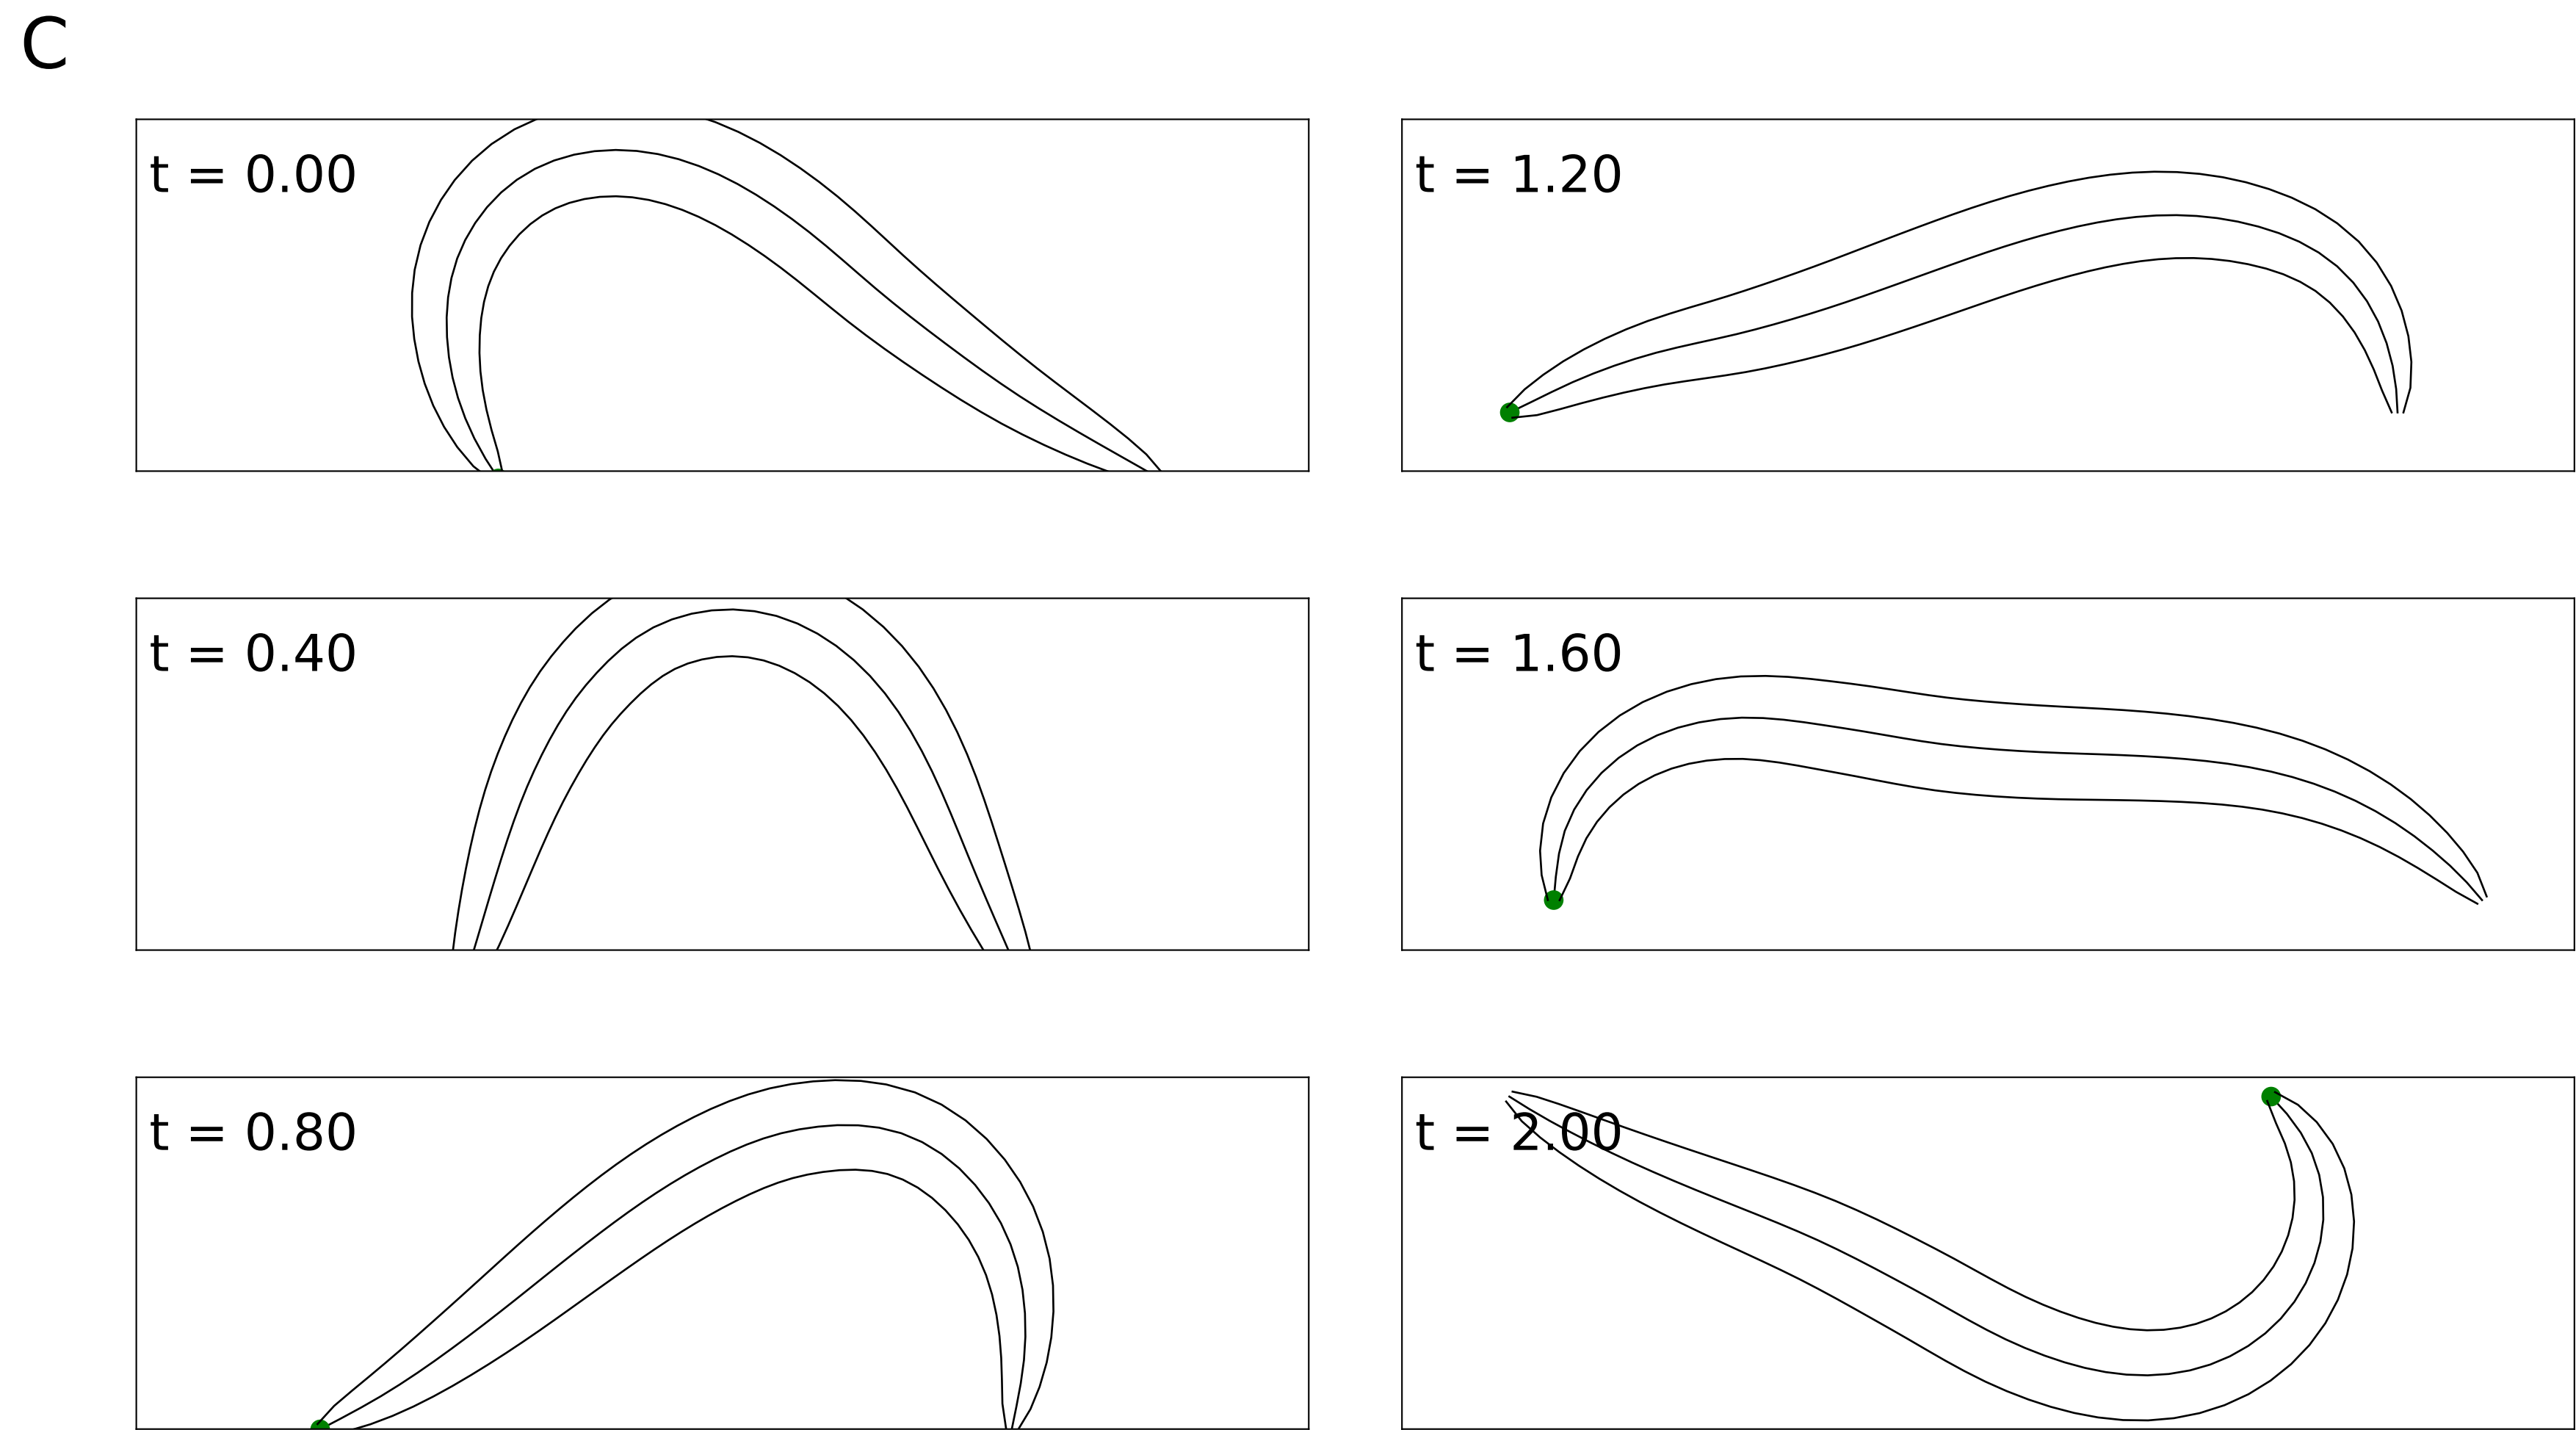 C
t = 0.00
t = 1.20
t = 0.40
t = 1.60
t = 0.80
t = 2.00